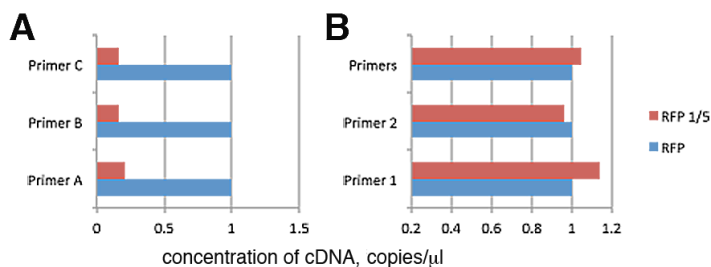 A
B
Primer C
Primer B
Primer A
0 0.5 1 1.5
Primers
Primer 2
Primer 1
0.2 0.4 0.6 0.8 1 1.2
RFP 1/5
RFP
concentration of cDNA, copies/µl